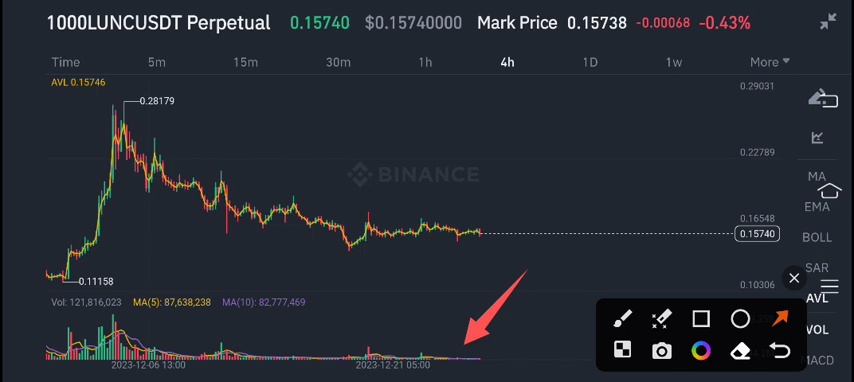 1000LUNCUSDT Perpetual 0.15740 $0.15740000 Mark Price 0.15738 -0.00068 -0.43%
Time 5m 15m 30m 1h 4h 1D 1w More
AVL 0.15746
0.29031
0.28179
0.22789
BINANCE
MA
EMA
0.16548
0.15740
BOLL
SAR
0.11158
0.10306
AVL
Vol: 121,816,023 MA(5): 87,638,238 MA(10): 82,777,469
VOL
MACD
2023-12-06 13:00 2023-12-21 05:00